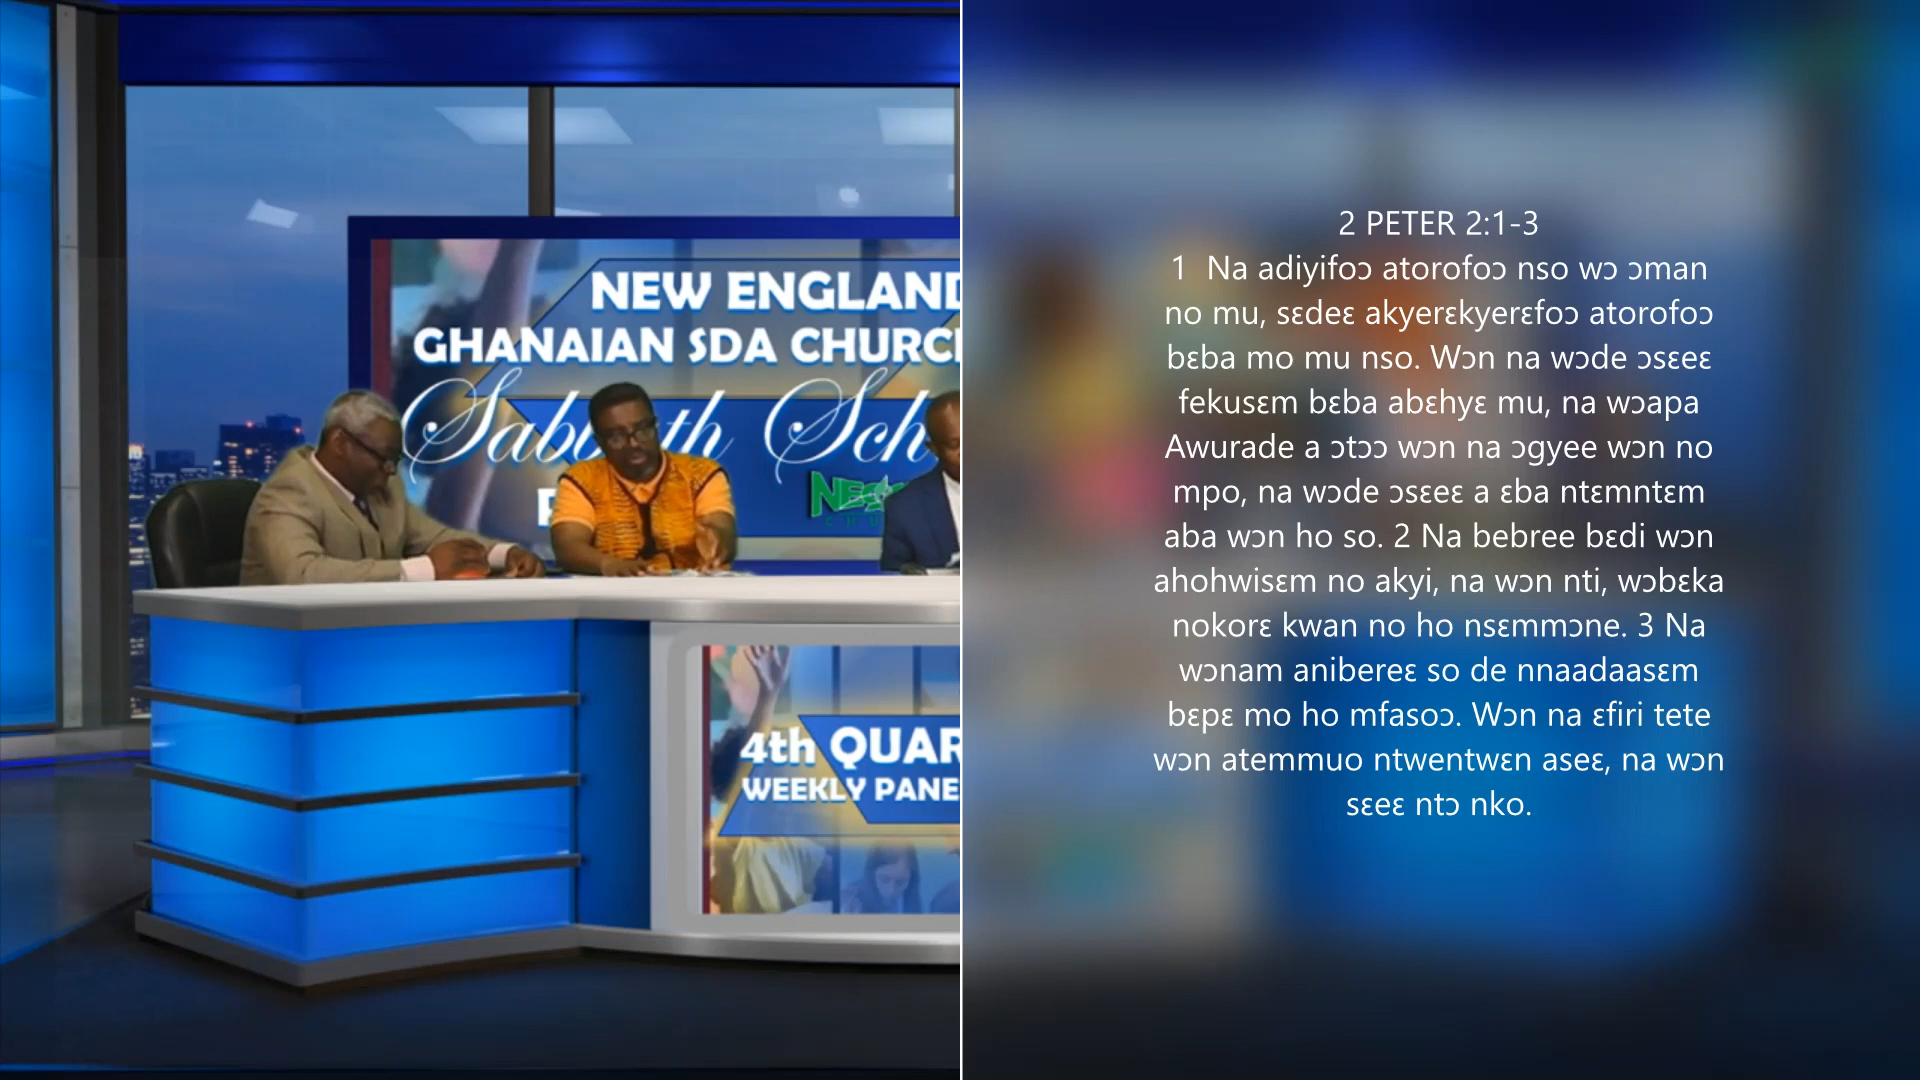 NEW ENGLAND
GHANAIAN SDA CHURCH
Sabbath Sch
4th QUAR
WEEKLY PANE
2 PETER 2:1-3
1 Na adiyifoɔ atorofoɔ nso wɔ ɔman
no mu, sɛdeɛ akyerɛkyerɛfoɔ atorofoɔ
bɛba mo mu nso. Wɔn na wɔde ɔsɛeɛ
fekusɛm bɛba abɛhyɛ mu, na wɔapa
Awurade a ɔtɔɔ wɔn na ɔgyee wɔn no
mpo, na wɔde ɔsɛeɛ a ɛba ntɛmntɛm
aba wɔn ho so. 2 Na bebree bɛdi wɔn
ahohwisɛm no akyi, na wɔn nti, wɔbɛka
nokorɛ kwan no ho nsɛmmɔne. 3 Na
wɔnam anibereɛ so de nnaadaasɛm
bɛpɛ mo ho mfasoɔ. Wɔn na ɛfiri tete
wɔn atemmuo ntwentwɛn aseɛ, na wɔn
sɛeɛ ntɔ nko.